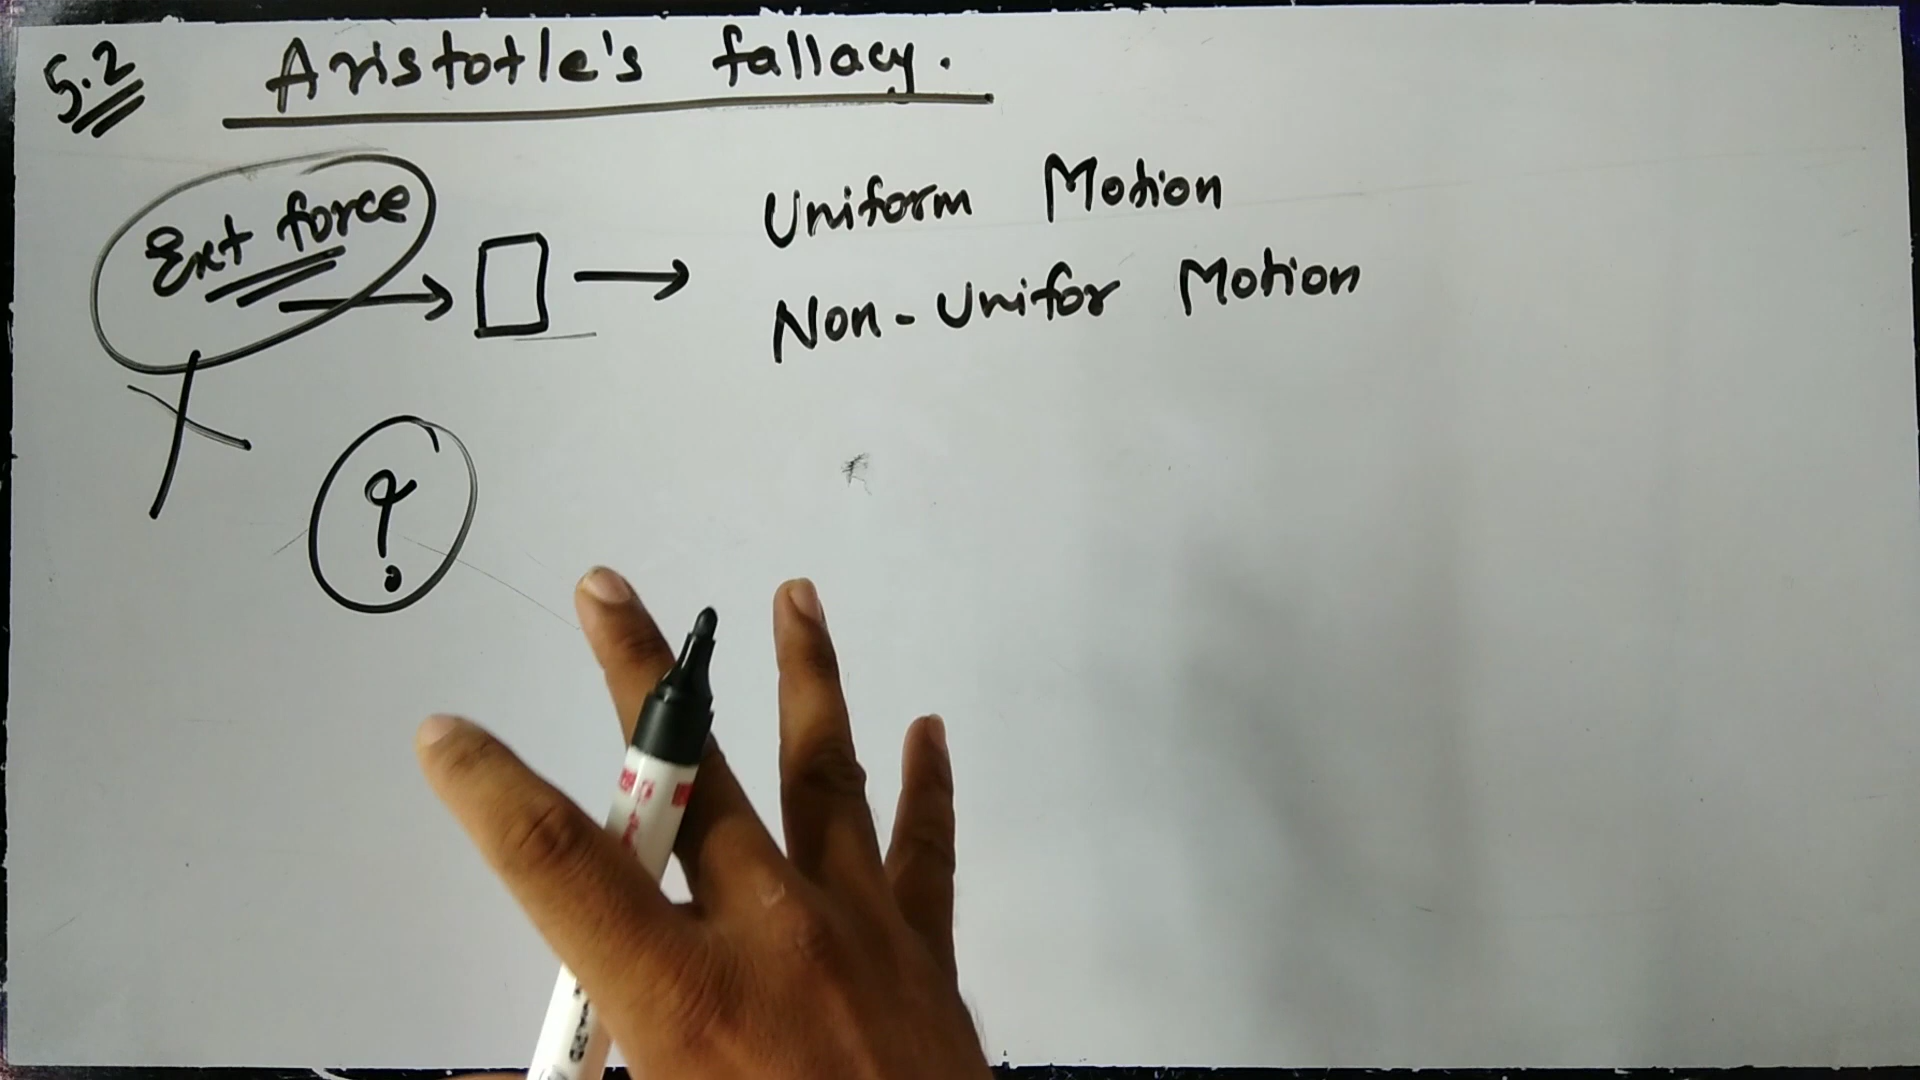 5.2 Aristotle's fallacy.
Ext force
Uniform Motion
Non-Unifor Motion
?